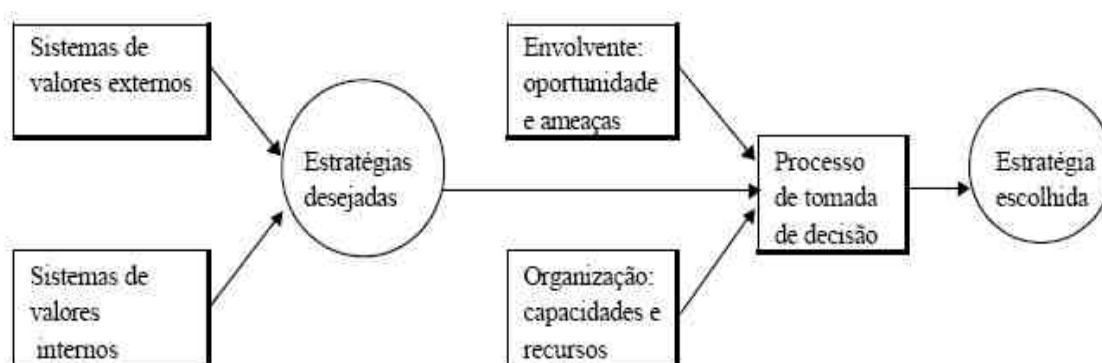 Sistemas de
valores externos
Envolvente:
oportunidade
e ameaças
Estratégias
desejadas
Processo
de tomada
de decisão
Estratégia
escolhida
Sistemas de
valores
internos
Organização:
capacidades e
recursos